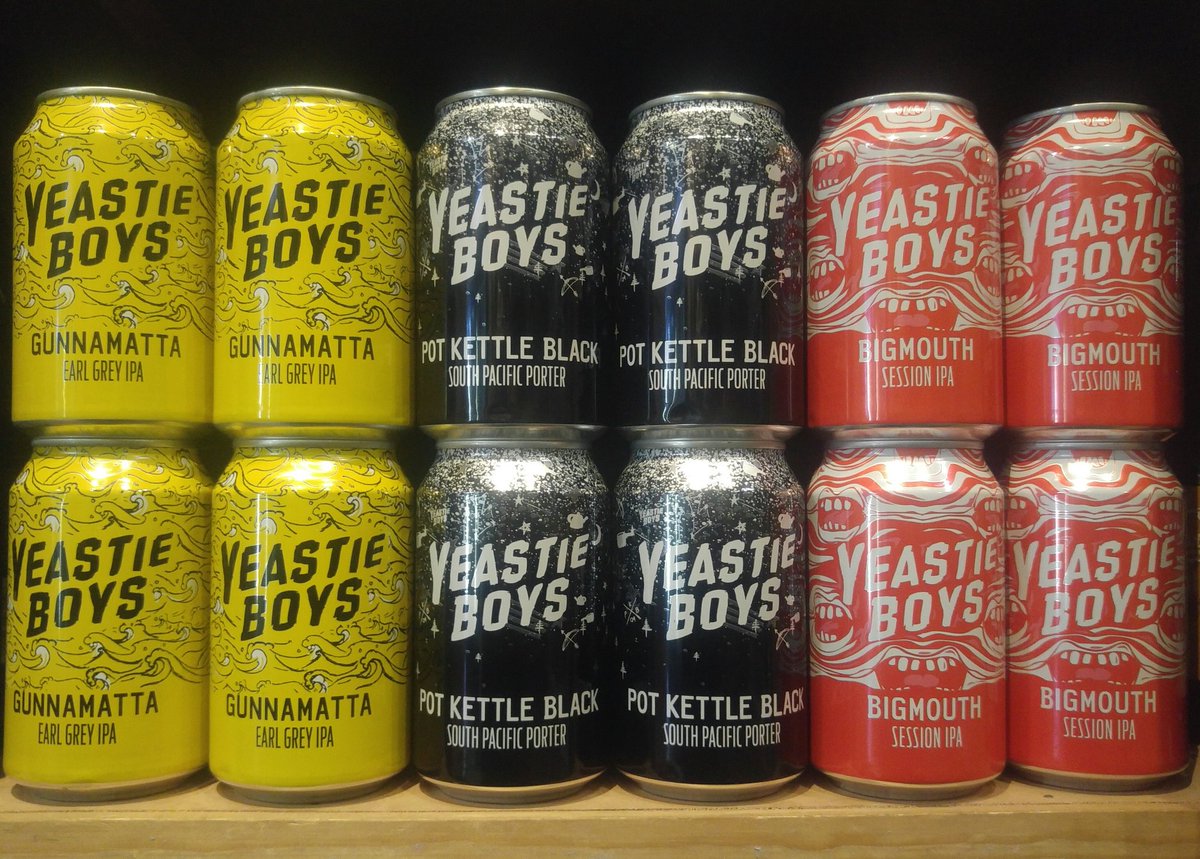 YEASTIE
BOYS
GUNNAMATTA
EARL GREY IPA
YEASTIE
BOYS
GUNNAMATTA
EARL GREY IPA
YEASTIE
BOYS
POT KETTLE BLACK
SOUTH PACIFIC PORTER
YEASTIE
BOYS
POT KETTLE BLACK
SOUTH PACIFIC PORTER
YEASTIE
BOYS
BIGMOUTH
SESSION IPA
YEASTIE
BOYS
BIGMOUTH
SESSION IPA
YEASTIE
BOYS
GUNNAMATTA
EARL GREY IPA
YEASTIE
BOYS
GUNNAMATTA
EARL GREY IPA
YEASTIE
BOYS
POT KETTLE BLACK
SOUTH PACIFIC PORTER
YEASTIE
BOYS
POT KETTLE BLACK
SOUTH PACIFIC PORTER
YEASTIE
BOYS
BIGMOUTH
SESSION IPA
YEASTIE
BOYS
BIGMOUTH
SESSION IPA